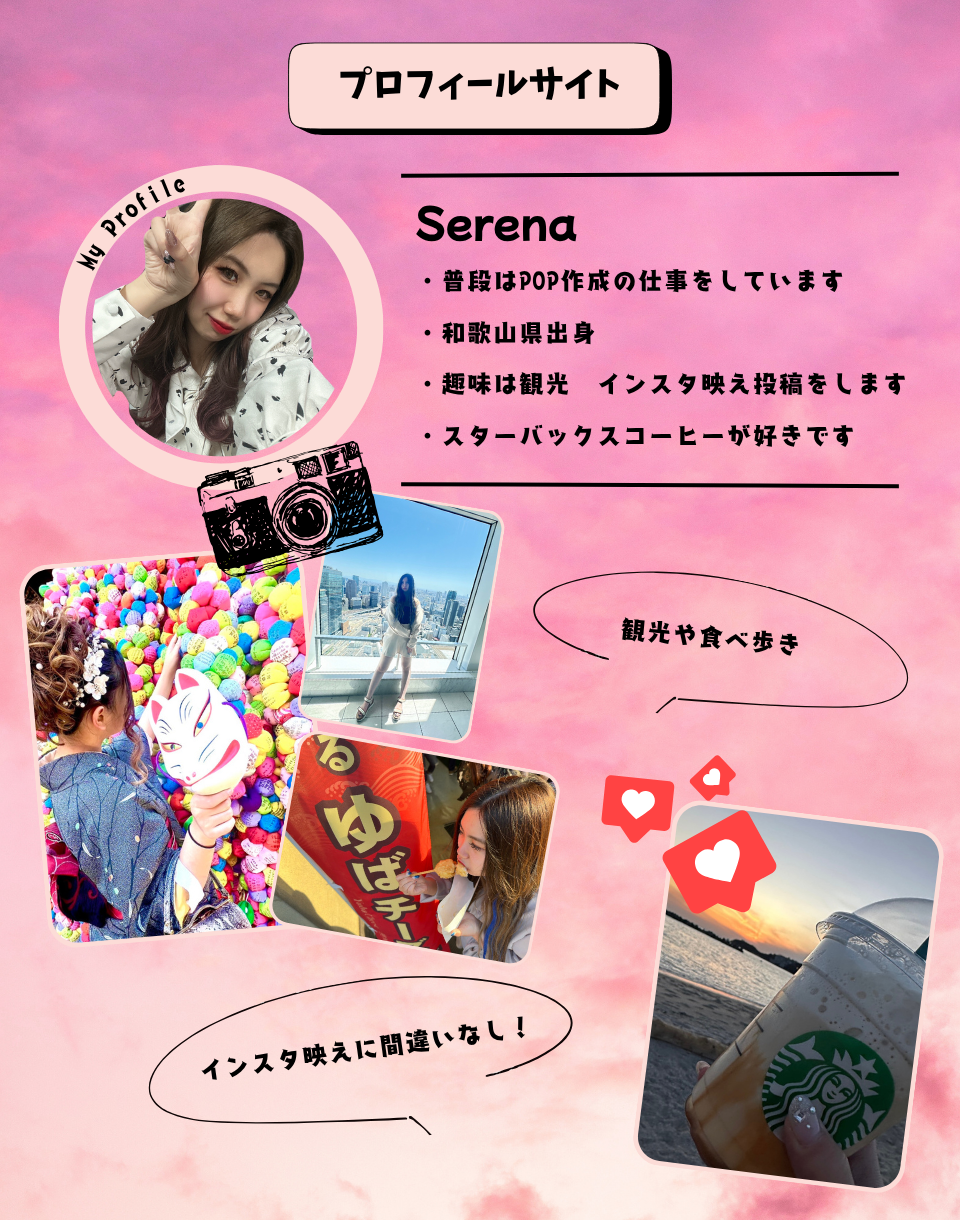 プロフィールサイト
My Profile
Serena
・普段はPOP作成の仕事をしています
・和歌山県出身
・趣味は観光　インスタ映え投稿をします
・スターバックスコーヒーが好きです
観光や食べ歩き
る
ゆばチー
インスタ映えに間違いなし！